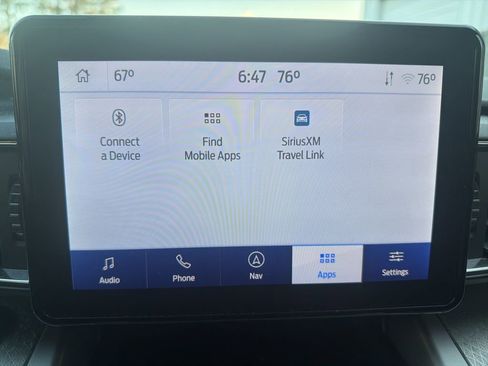 67° 6:47 76° 76°
Connect
a Device
Find
Mobile Apps
SiriusXM
Travel Link
Audio
Phone
Nav
Apps
Settings